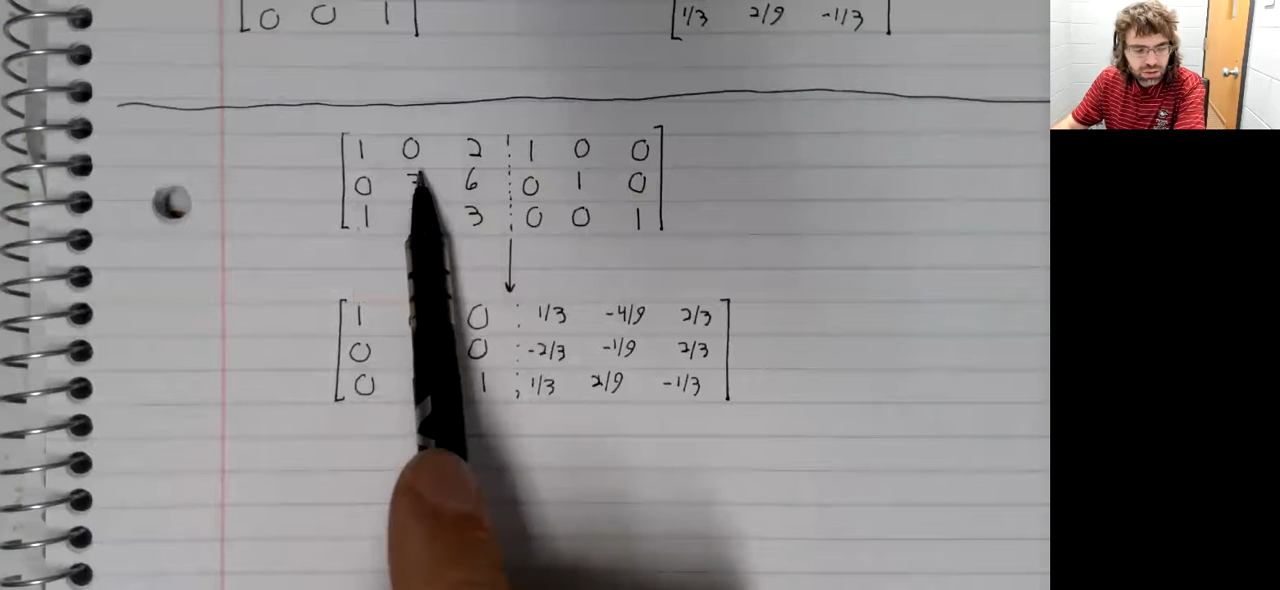 0 0 1 1/3 2/9 -1/3
1 0 2 1 0 0
0 6 0 1 0
1 3 0 0 1
1 0 1/3 -4/9 2/3
0 0 -2/3 -1/9 2/3
0 1 1/3 2/9 -1/3